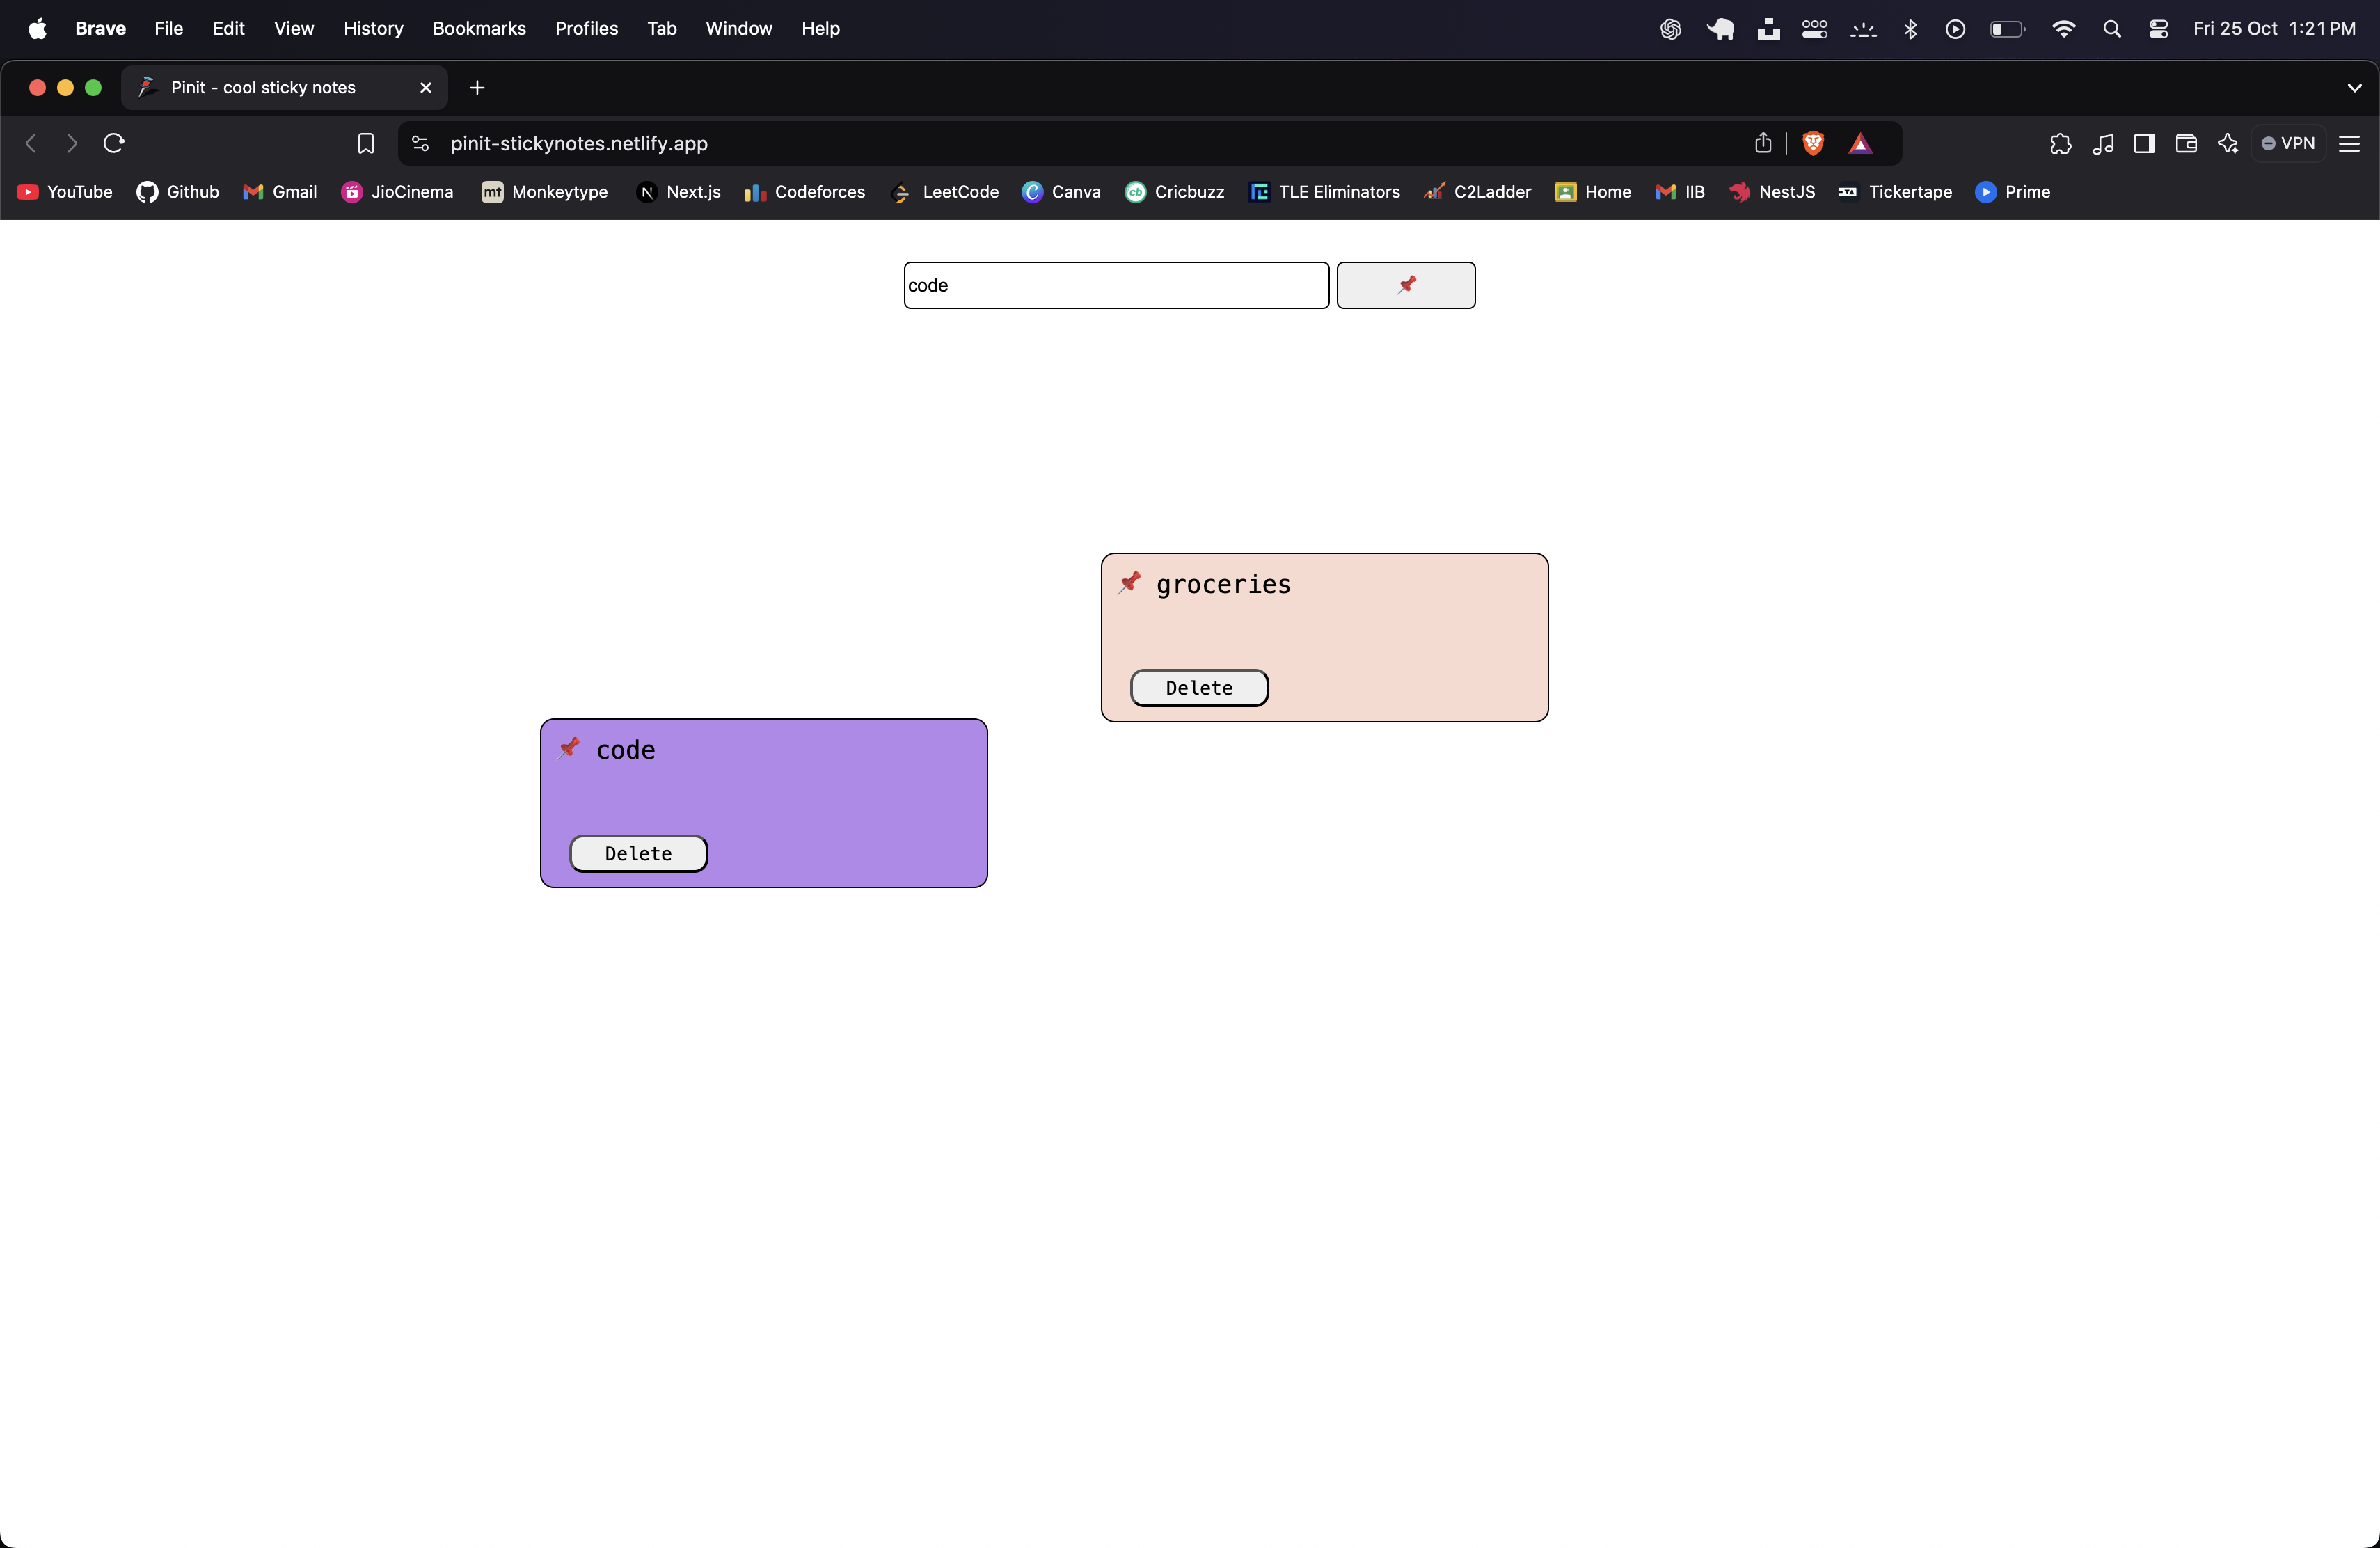 Brave File Edit View History Bookmarks Profiles Tab Window Help Fri 25 Oct 1:21 PM
Pinit - cool sticky notes
pinit-stickynotes.netlify.app VPN
YouTube Github Gmail JioCinema mt Monkeytype N Next.js Codeforces LeetCode Canva cb Cricbuzz TLE Eliminators C2Ladder Home IIB NestJS Tickertape Prime
code
groceries
Delete
code
Delete